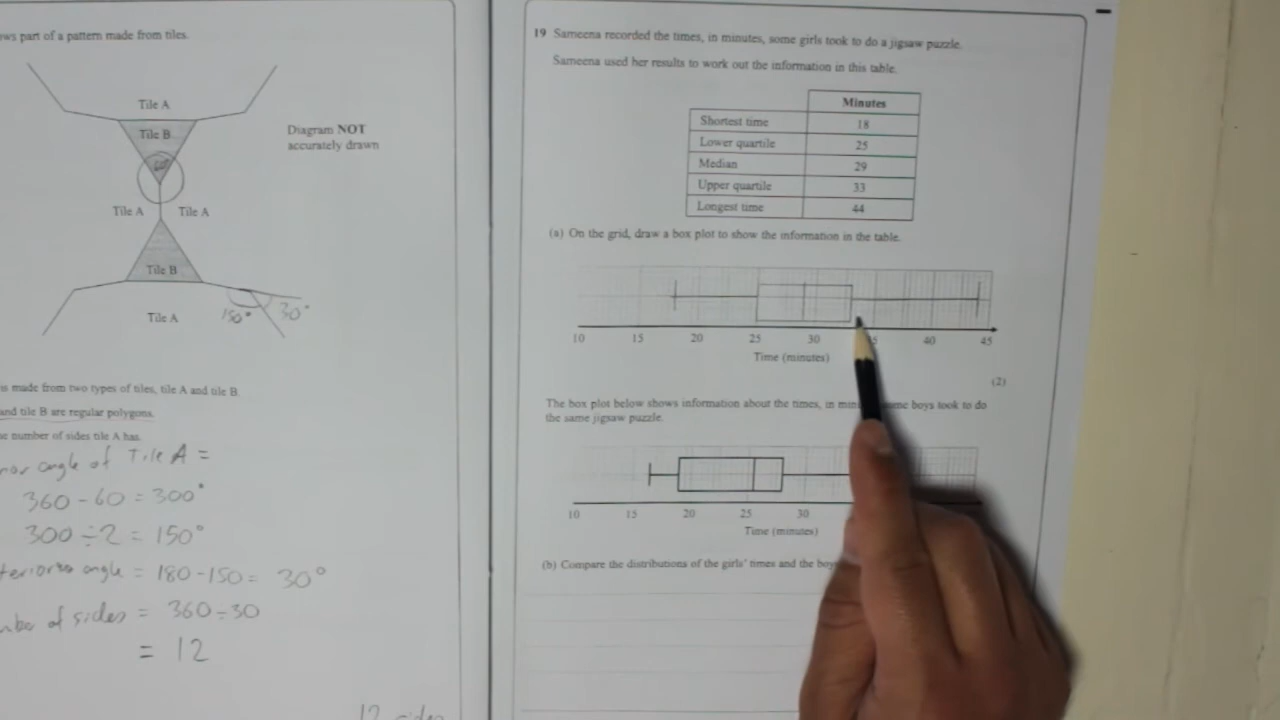 ws part of a pattern made from tiles.
Tile A
Tile B
60°
Diagram NOT
accurately drawn
Tile A Tile A
Tile B
Tile A
150° 30°
is made from two types of tiles, tile A and tile B.
and tile B are regular polygons.
number of sides tile A has.
angle of Tile A =
360 - 60 = 300°
300 ÷ 2 = 150°
angle = 180 - 150 = 30°
of sides = 360 ÷ 30
= 12
12 sides
19 Sameena recorded the times, in minutes, some girls took to do a jigsaw puzzle.
Sameena used her results to work out the information in this table.
Minutes
Shortest time 18
Lower quartile 25
Median 29
Upper quartile 33
Longest time 44
(a) On the grid, draw a box plot to show the information in the table.
10 15 20 25 30 40 45
Time (minutes)
(2)
The box plot below shows information about the times, in some boys took to do
the same jigsaw puzzle.
10 15 20 25 30
Time (minutes)
(b) Compare the distributions of the girls' times and the